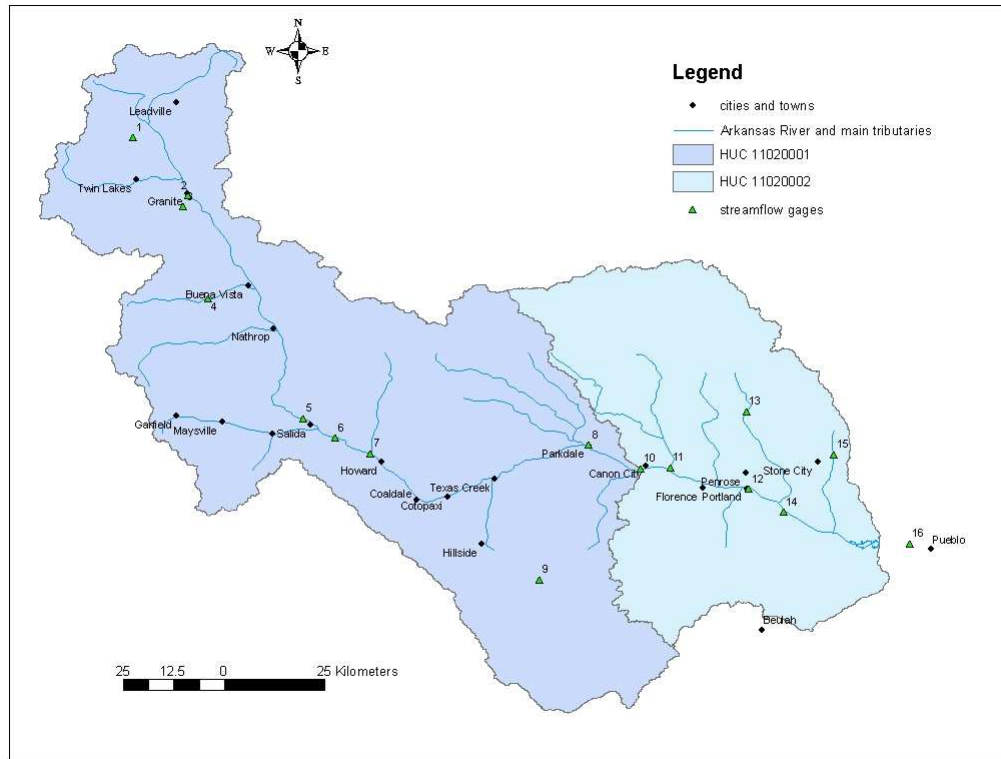 N
W E
S
Legend
cities and towns
Arkansas River and main tributaries
HUC 11020001
HUC 11020002
streamflow gages
Leadville
1
Twin Lakes
2
Granite
Buena Vista
4
Nathrop
13
5
Garfield
Maysville
Salida
6
7
8
15
Howard
Parkdale
10
11
Canon City
Stone City
Texas Creek
Penrose
12
Coaldale
Cotopaxi
Florence Portland
14
Hillside
16
Pueblo
9
Beulah
25 12.5 0 25 Kilometers